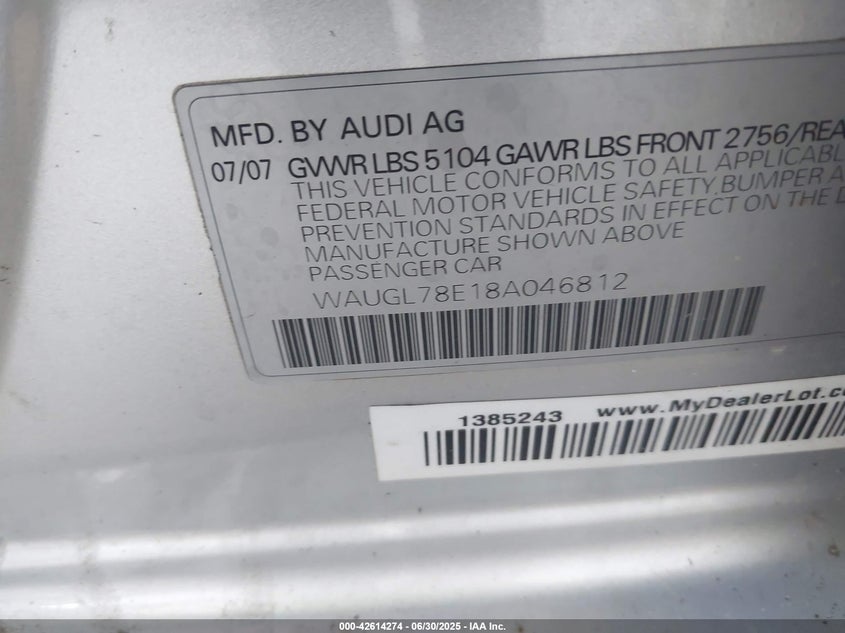 MFD. BY AUDI AG
07/07 GVWR LBS 5104 GAWR LBS FRONT 2756/REA
THIS VEHICLE CONFORMS TO ALL APPLICABL
FEDERAL MOTOR VEHICLE SAFETY, BUMPER A
PREVENTION STANDARDS IN EFFECT ON THE D
MANUFACTURE SHOWN ABOVE
PASSENGER CAR
WAUGL78E18A046812
1385243 www.MyDealerLot.co
000-42614274 - 06/30/2025 - IAA Inc.